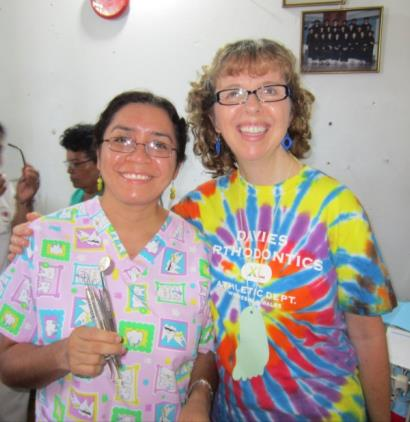 DAVIES
ORTHODONTICS
XL
ATHLETIC DEPT.